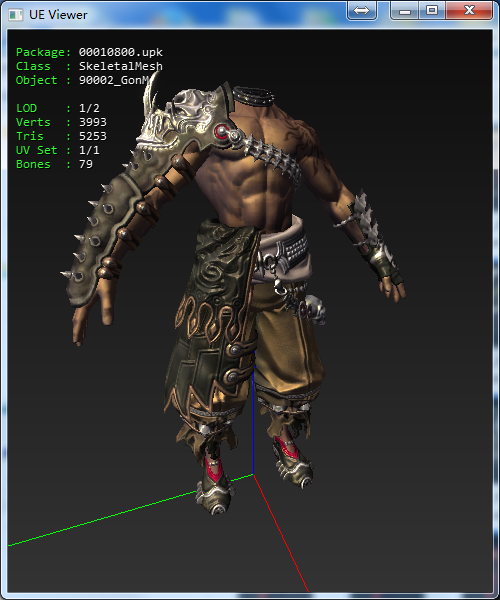 UE Viewer
Package: 00010800.upk
Class : SkeletalMesh
Object : 90002_GonM
LOD : 1/2
Verts : 3993
Tris : 5253
UV Set : 1/1
Bones : 79